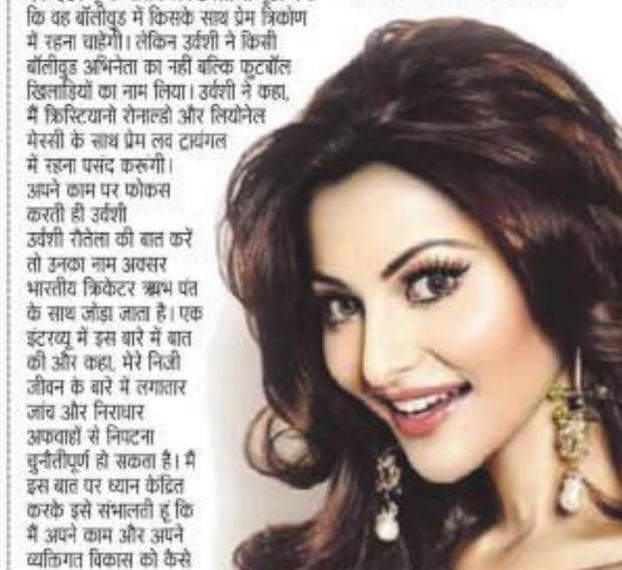 कि वह बॉलीवुड में किसके साथ प्रेम त्रिकोण
में रहना चाहेंगी। लेकिन उर्वशी ने किसी
बॉलीवुड अभिनेता का नहीं बल्कि फुटबॉल
खिलाड़ियों का नाम लिया। उर्वशी ने कहा,
मैं क्रिस्टियानो रोनाल्डो और लियोनेल
मेस्सी के साथ प्रेम लव टायंगल
में रहना पसंद करूंगी।
अपने काम पर फोकस
करती ही उर्वशी
उर्वशी रौतेला की बात करें
तो उनका नाम अक्सर
भारतीय क्रिकेटर ऋषभ पंत
के साथ जोड़ा जाता है। एक
इंटरव्यू में इस बारे में बात
की और कहा, मेरे निजी
जीवन के बारे में लगातार
जांच और निराधार
अफवाहों से निपटना
चुनौतीपूर्ण हो सकता है। मैं
इस बात पर ध्यान केंद्रित
करके इसे संभालती हूं कि
मैं अपने काम और अपने
व्यक्तिगत विकास को कैसे